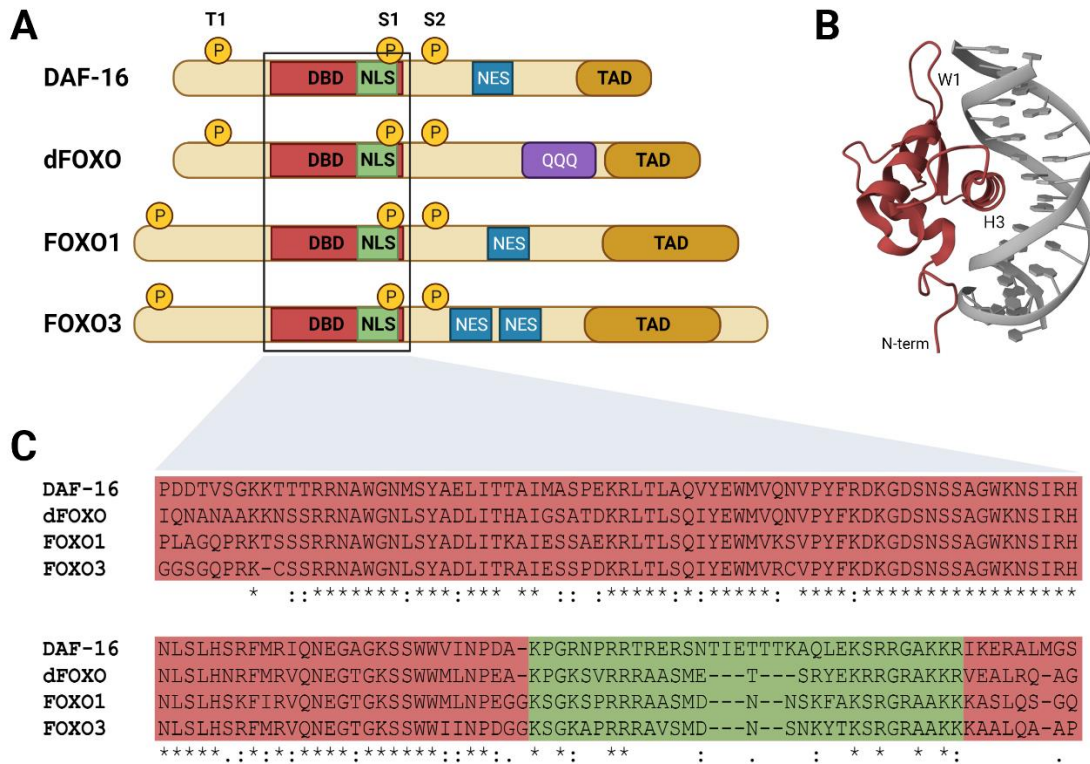 A
T1 S1 S2
P P P
DAF-16 DBD NLS NES TAD
P P P
dFOXO DBD NLS QQQ TAD
P P P
FOXO1 DBD NLS NES TAD
P P P
FOXO3 DBD NLS NES NES TAD
B
W1
H3
N-term
C
DAF-16 PDDTVSGKKTTTRRNAWGNMSYAELITTAIMASPEKRLTLAQVYEWMVQNVPYFRDKGDSNSSAGWKNSIRH
dFOXO IQNANAAKKNSSRRNAWGNLSYADLITHAIGSATDKRLTLSQIYEWMVQNVPYFKDKGDSNSSAGWKNSIRH
FOXO1 PLAGQPRKTSSSRRNAWGNLSYADLITKAIESSAEKRLTLSQIYEWMVKSVPYFKDKGDSNSSAGWKNSIRH
FOXO3 GGSGQPRK-CSSRRNAWGNLSYADLITRAIESSPDKRLTLSQIYEWMVRCVPYFKDKGDSNSSAGWKNSIRH
* ::*******:***:*** ** :: :*****:*:***** ****:*****************
DAF-16 NLSLHSRFMRIQNEGAGKSSWWVINPDA-KPGRNPRRTRERSNTIETTTKAQLEKSRRGAKKRIKERALMGS
dFOXO NLSLHNRFMRVQNEGTGKSSWWMLNPEA-KPGKSVRRRAASME---T---SRYEKRRGRAKKRVEALRQ-AG
FOXO1 NLSLHSKFIRVQNEGTGKSSWWMLNPEGGKSGKSPRRRAASMD---N---NSKFAKSRGRAAKKKASLQS-GQ
FOXO3 NLSLHSRFMRVQNEGTGKSSWWIINPDGGKSGKAPRRRAVSMD---N---SNKYTKSRGRAAKKKAALQA-AP
*****.:*:*:****:******::**:. * * ** : . : * *. ***: .